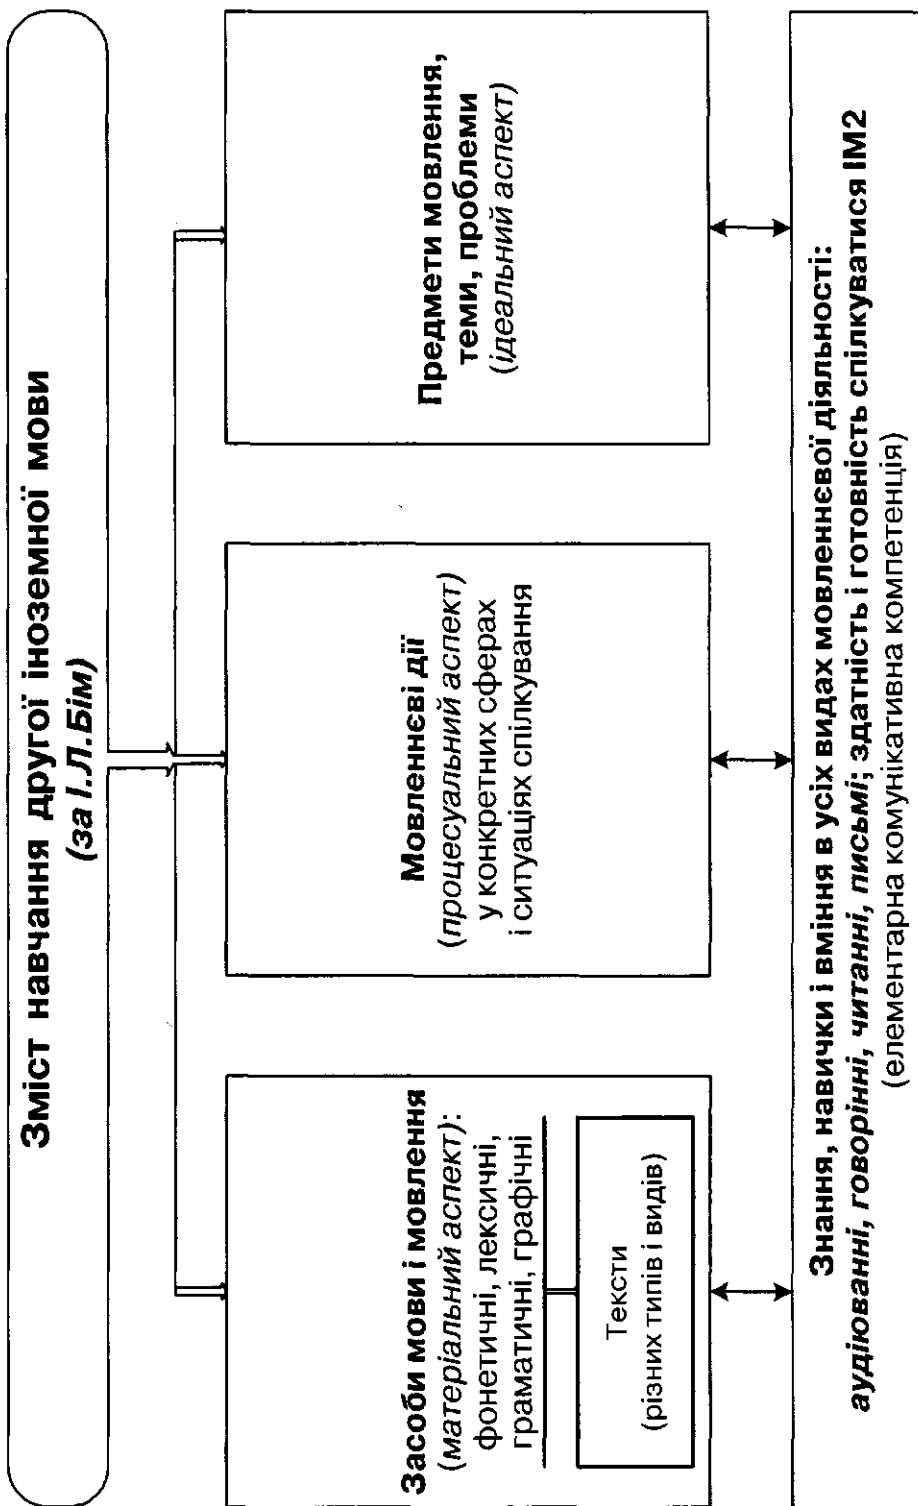 Зміст навчання другої іноземної мови
(за І.Л.Бім)
Засоби мови і мовлення
(матеріальний аспект):
фонетичні, лексичні,
граматичні, графічні
Тексти
(різних типів і видів)
Мовленнєві дії
(процесуальний аспект)
у конкретних сферах
і ситуаціях спілкування
Предмети мовлення,
теми, проблеми
(ідеальний аспект)
Знання, навички і вміння в усіх видах мовленнєвої діяльності:
аудіюванні, говорінні, читанні, письмі; здатність і готовність спілкуватися ІМ2
(елементарна комунікативна компетенція)